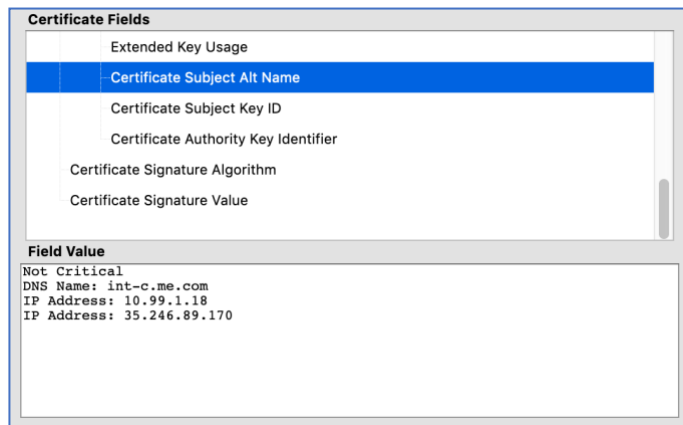 Certificate Fields
Extended Key Usage
Certificate Subject Alt Name
Certificate Subject Key ID
Certificate Authority Key Identifier
Certificate Signature Algorithm
Certificate Signature Value
Field Value
Not Critical
DNS Name: int-c.me.com
IP Address: 10.99.1.18
IP Address: 35.246.89.170